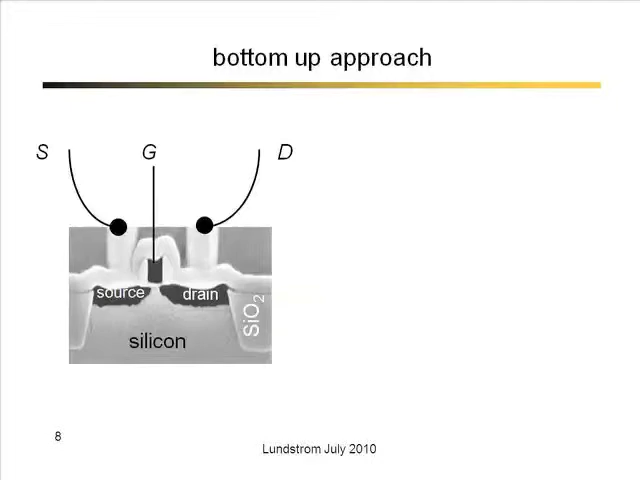 bottom up approach
S G D
source drain
SiO2
silicon
8
Lundstrom July 2010